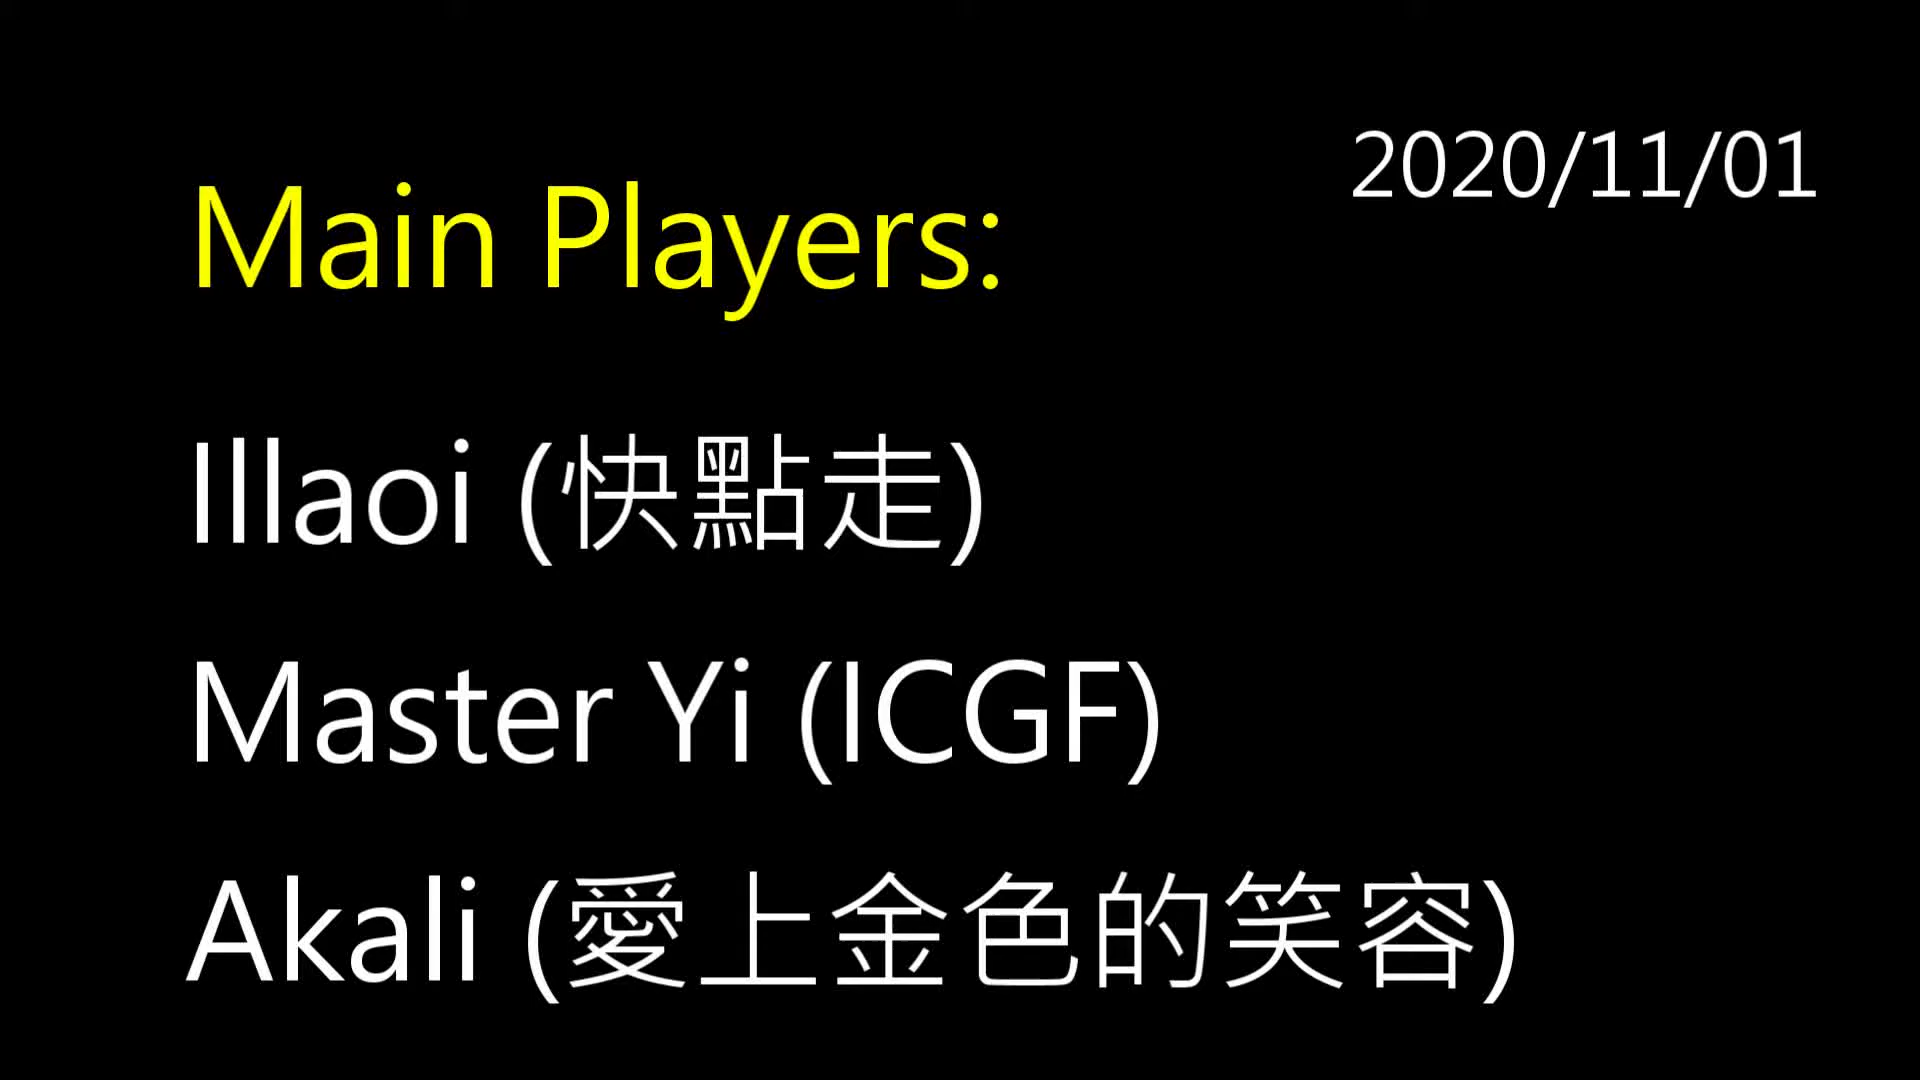 2020/11/01
Main Players:
Illaoi (快點走)
Master Yi (ICGF)
Akali (愛上金色的笑容)